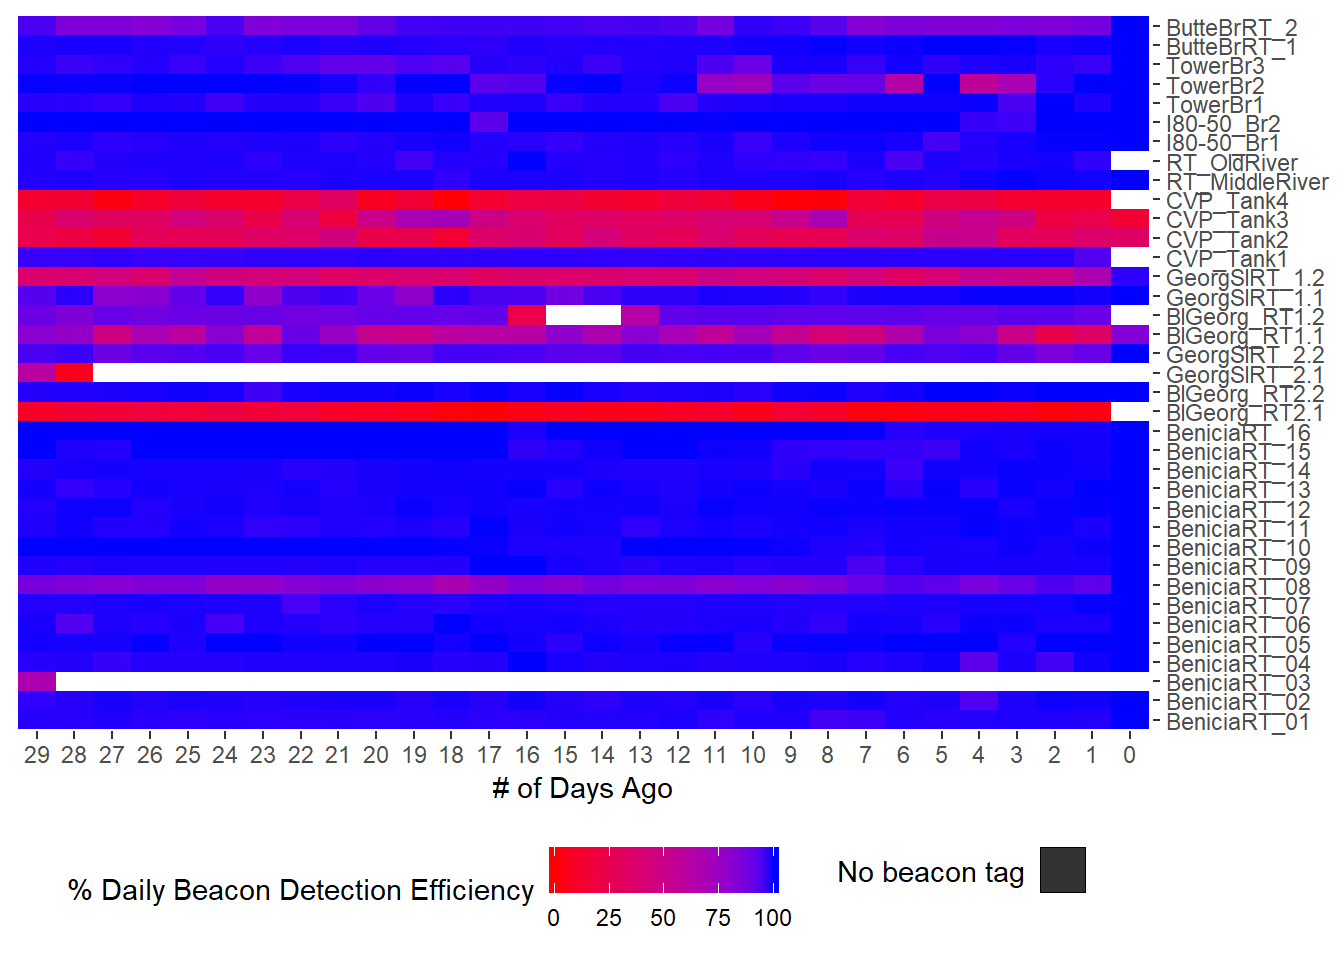 ButteBrRT_2
ButteBrRT_1
TowerBr3
TowerBr2
TowerBr1
I80-50_Br2
I80-50_Br1
RT_OldRiver
RT_MiddleRiver
CVP_Tank4
CVP_Tank3
CVP_Tank2
CVP_Tank1
GeorgSlRT_1.2
GeorgSlRT_1.1
BlGeorg_RT1.2
BlGeorg_RT1.1
GeorgSlRT_2.2
GeorgSlRT_2.1
BlGeorg_RT2.2
BlGeorg_RT2.1
BeniciaRT_16
BeniciaRT_15
BeniciaRT_14
BeniciaRT_13
BeniciaRT_12
BeniciaRT_11
BeniciaRT_10
BeniciaRT_09
BeniciaRT_08
BeniciaRT_07
BeniciaRT_06
BeniciaRT_05
BeniciaRT_04
BeniciaRT_03
BeniciaRT_02
BeniciaRT_01
29 28 27 26 25 24 23 22 21 20 19 18 17 16 15 14 13 12 11 10 9 8 7 6 5 4 3 2 1 0
# of Days Ago
% Daily Beacon Detection Efficiency
0 25 50 75 100
No beacon tag